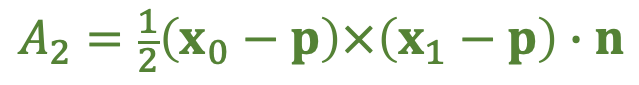 A₂ = ½(𝐱₀ − 𝐩)×(𝐱₁ − 𝐩) · 𝐧